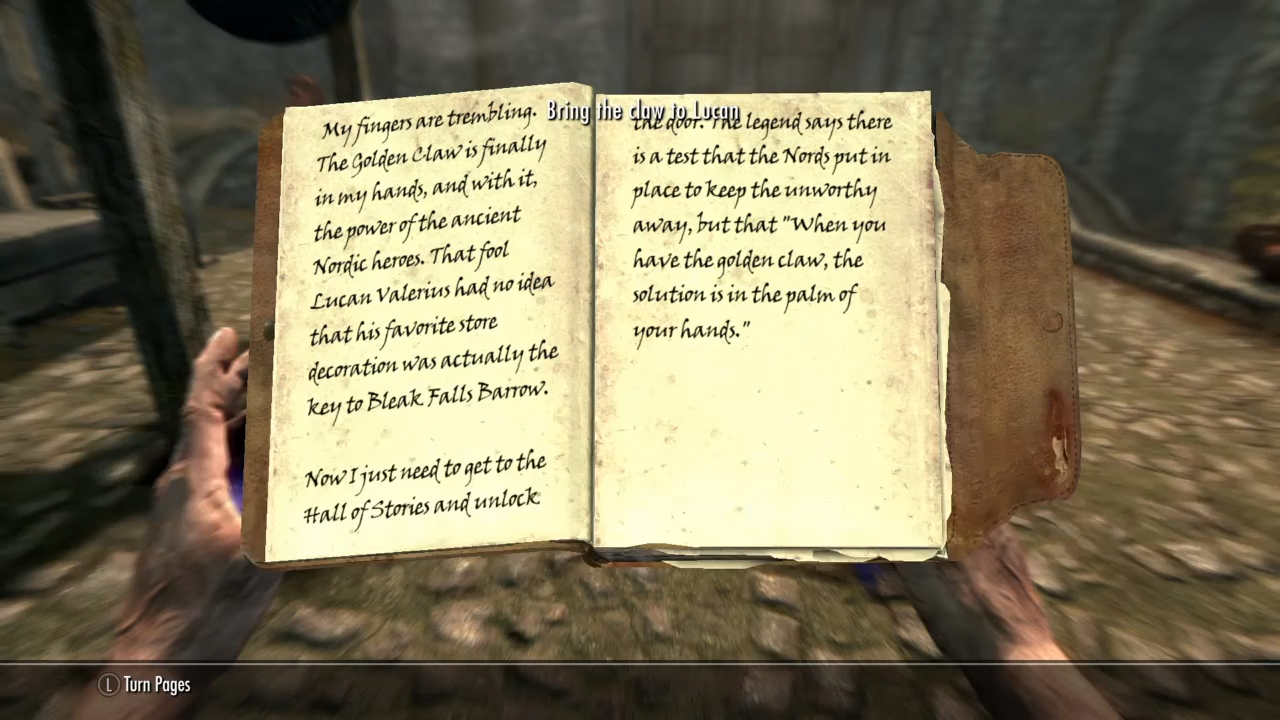 Bring the claw to Lucan
My fingers are trembling.
The Golden Claw is finally
in my hands, and with it,
the power of the ancient
Nordic heroes. That fool
Lucan Valerius had no idea
that his favorite store
decoration was actually the
key to Bleak Falls Barrow.
Now I just need to get to the
Hall of Stories and unlock
the door. The legend says there
is a test that the Nords put in
place to keep the unworthy
away, but that "When you
have the golden claw, the
solution is in the palm of
your hands."
L Turn Pages